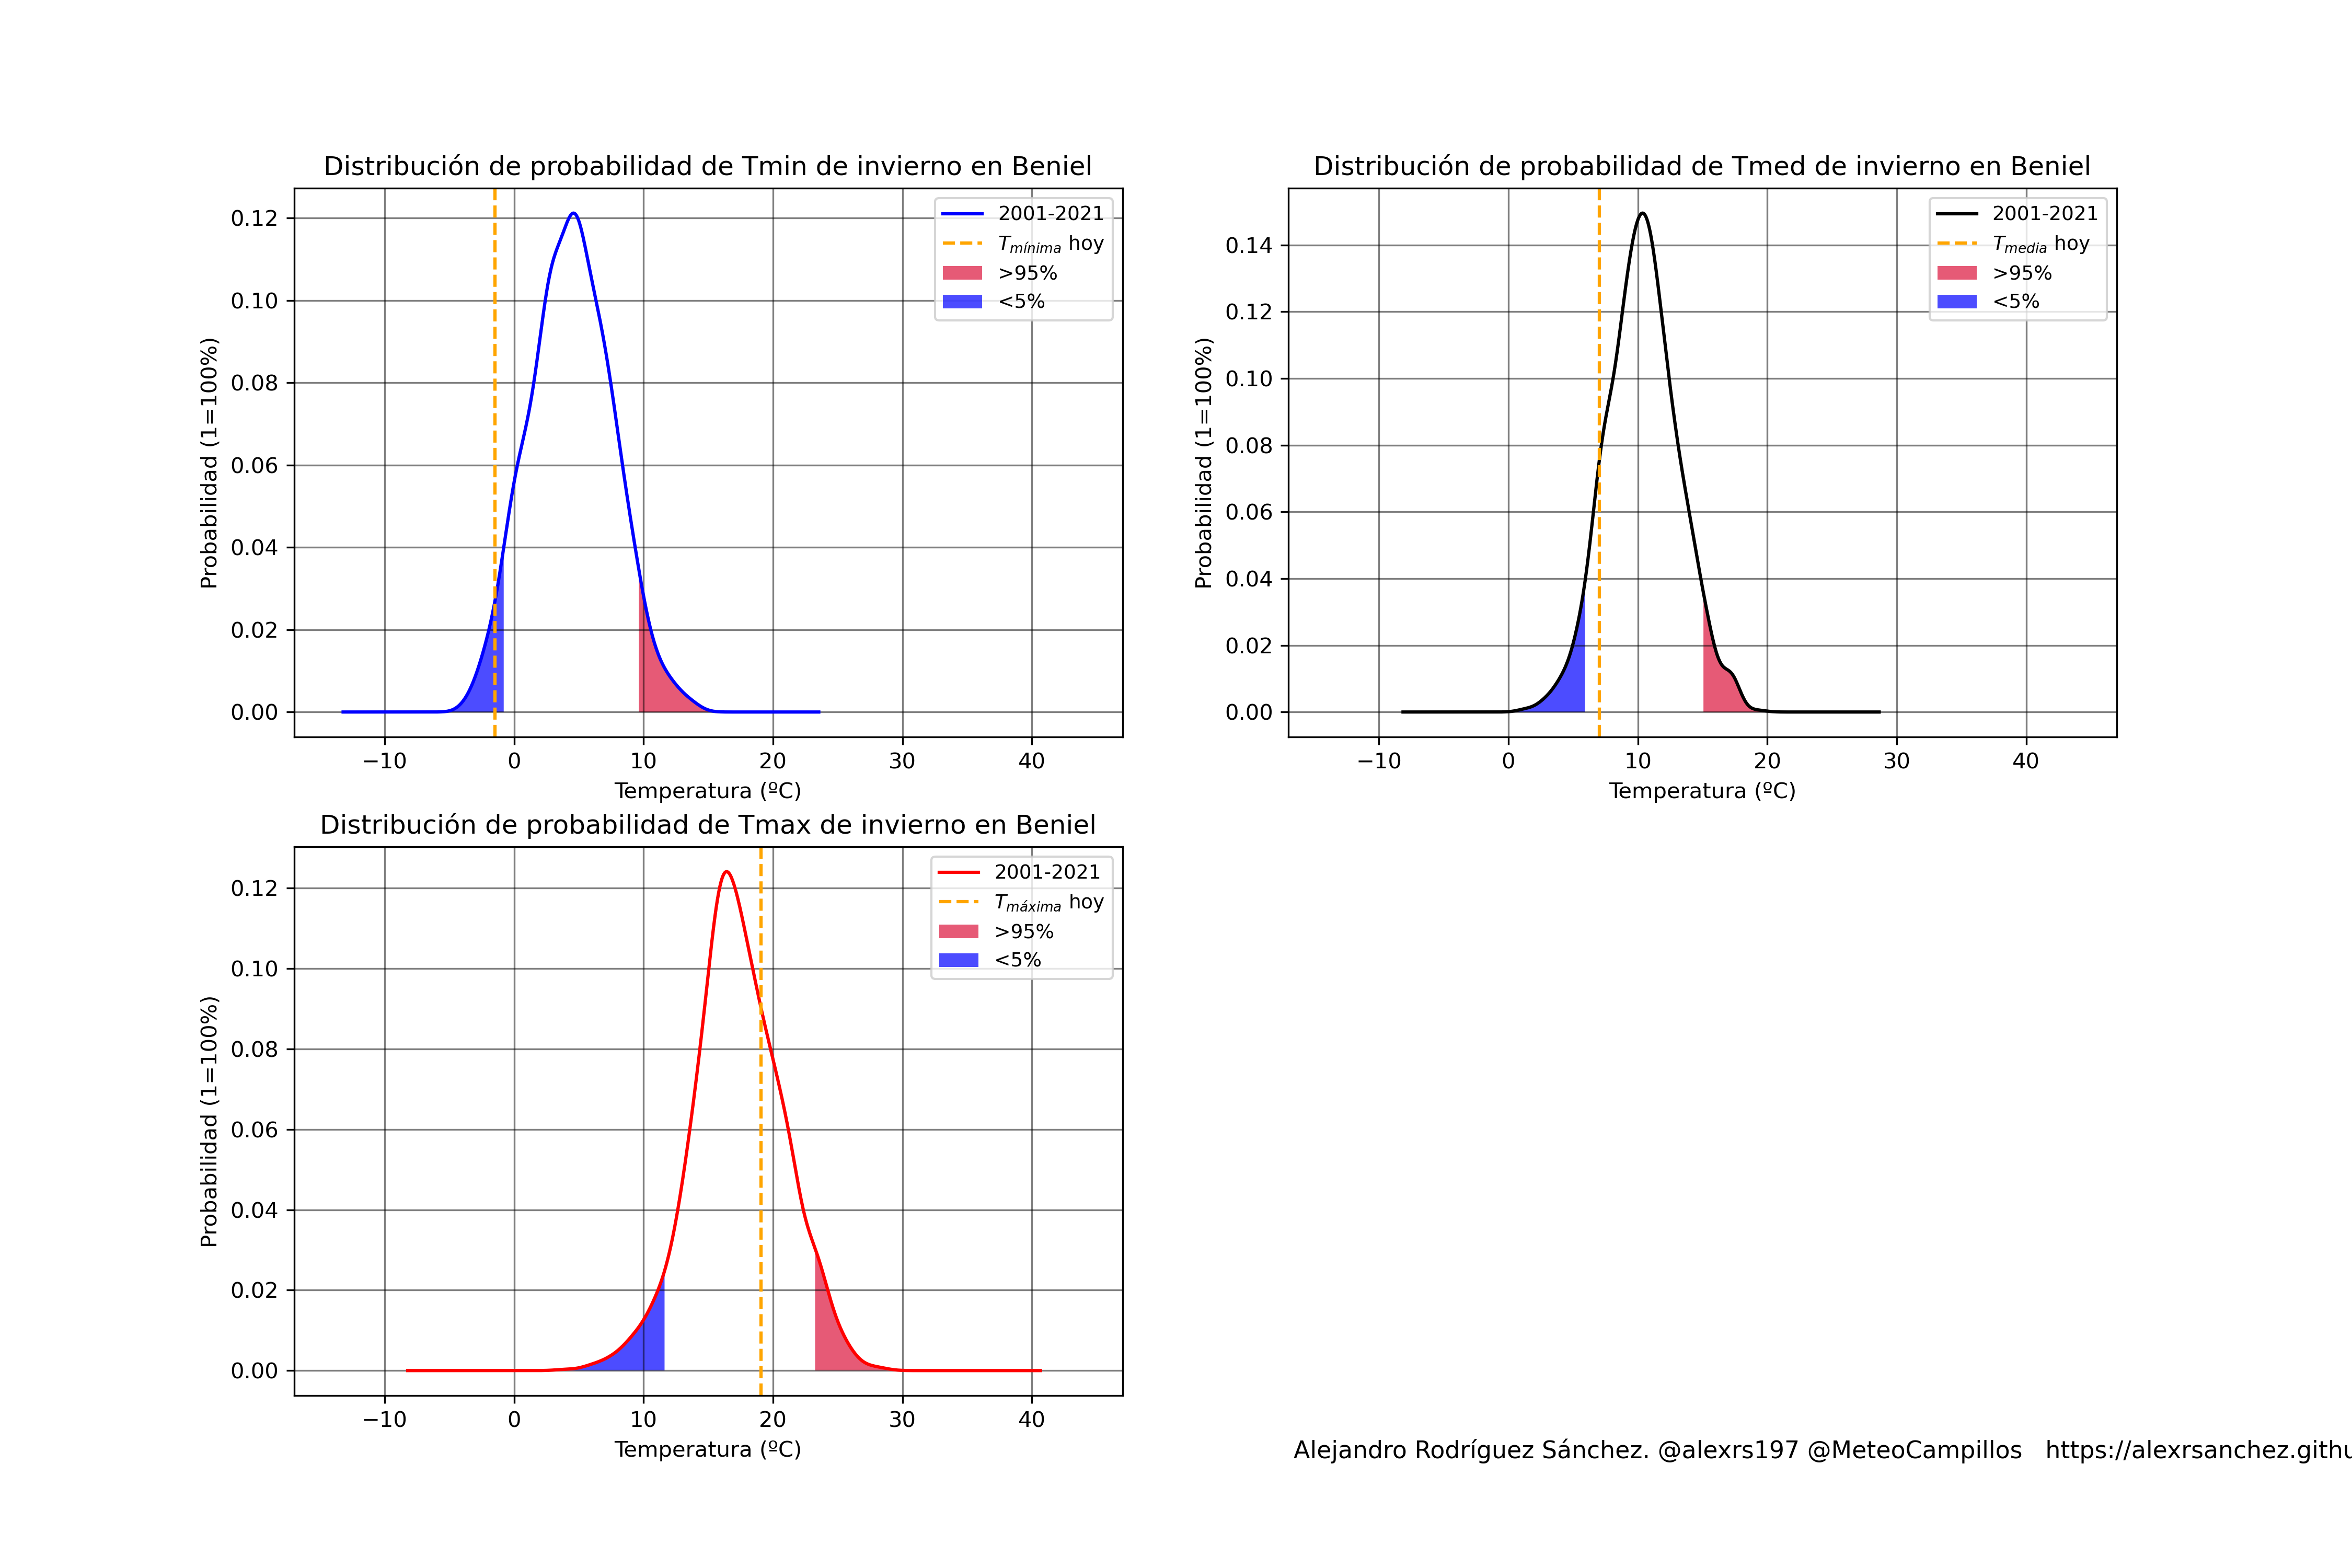 Distribución de probabilidad de Tmin de invierno en Beniel
Probabilidad (1=100%)
0.12
0.10
0.08
0.06
0.04
0.02
0.00
2001-2021
Tmínima hoy
>95%
<5%
−10 0 10 20 30 40
Temperatura (ºC)
Distribución de probabilidad de Tmed de invierno en Beniel
Probabilidad (1=100%)
0.14
0.12
0.10
0.08
0.06
0.04
0.02
0.00
2001-2021
Tmedia hoy
>95%
<5%
−10 0 10 20 30 40
Temperatura (ºC)
Distribución de probabilidad de Tmax de invierno en Beniel
Probabilidad (1=100%)
0.12
0.10
0.08
0.06
0.04
0.02
0.00
2001-2021
Tmáxima hoy
>95%
<5%
−10 0 10 20 30 40
Temperatura (ºC)
Alejandro Rodríguez Sánchez. @alexrs197 @MeteoCampillos https://alexrsanchez.githu